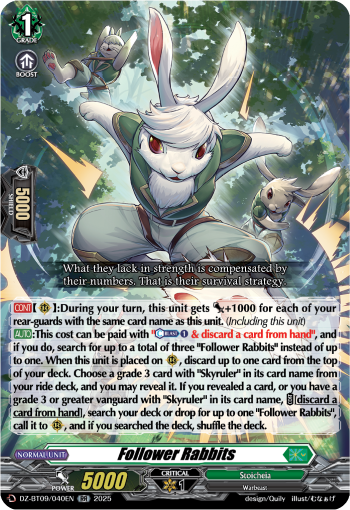 1
GRADE
BOOST
SHIELD
5000
What they lack in strength is compensated by
their numbers. That is their survival strategy.
CONT【 】:During your turn, this unit gets +1000 for each of your
rear-guards with the same card name as this unit. (Including this unit)
AUTO:This cost can be paid with "BLAST 1 & discard a card from hand", and
if you do, search for up to a total of three "Follower Rabbits" instead of up
to one. When this unit is placed on , discard up to one card from the top
of your deck. Choose a grade 3 card with "Skyruler" in its card name from
your ride deck, and you may reveal it. If you revealed a card, or you have a
grade 3 or greater vanguard with "Skyruler" in its card name, [discard a
card from hand], search your deck or drop for up to one "Follower Rabbits",
call it to , and if you searched the deck, shuffle the deck.
NORMAL UNIT
Follower Rabbits
POWER 5000
CRITICAL
1
Stoicheia
Warbeast
DZ-BT09/040EN RR 2025
design/Quily illust/むなぁげ